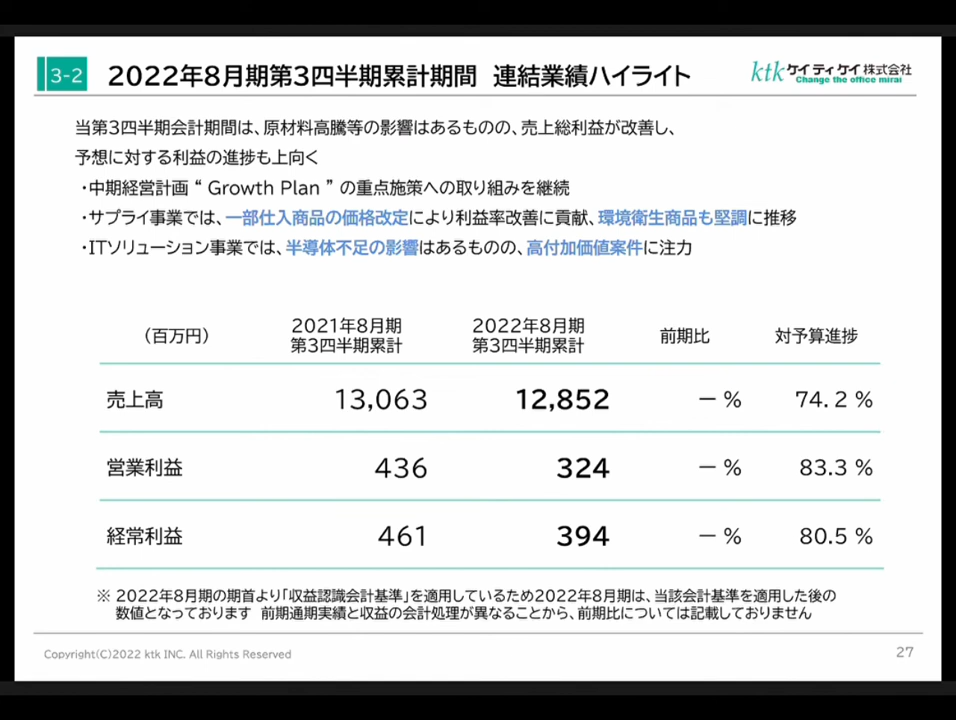 3-2 2022年8月期第3四半期累計期間 連結業績ハイライト
ktk ケイティケイ株式会社
Change the office mirai
当第3四半期会計期間は、原材料高騰等の影響はあるものの、売上総利益が改善し、
予想に対する利益の進捗も上向く
・中期経営計画 “ Growth Plan ” の重点施策への取り組みを継続
・サプライ事業では、一部仕入商品の価格改定により利益率改善に貢献、環境衛生商品も堅調に推移
・ITソリューション事業では、半導体不足の影響はあるものの、高付加価値案件に注力
（百万円） 2021年8月期 第3四半期累計 2022年8月期 第3四半期累計 前期比 対予算進捗
売上高 13,063 12,852 － % 74.2 %
営業利益 436 324 － % 83.3 %
経常利益 461 394 － % 80.5 %
※ 2022年8月期の期首より「収益認識会計基準」を適用しているため2022年8月期は、当該会計基準を適用した後の
数値となっております 前期通期実績と収益の会計処理が異なることから、前期比については記載しておりません
Copyright(C)2022 ktk INC. All Rights Reserved
27